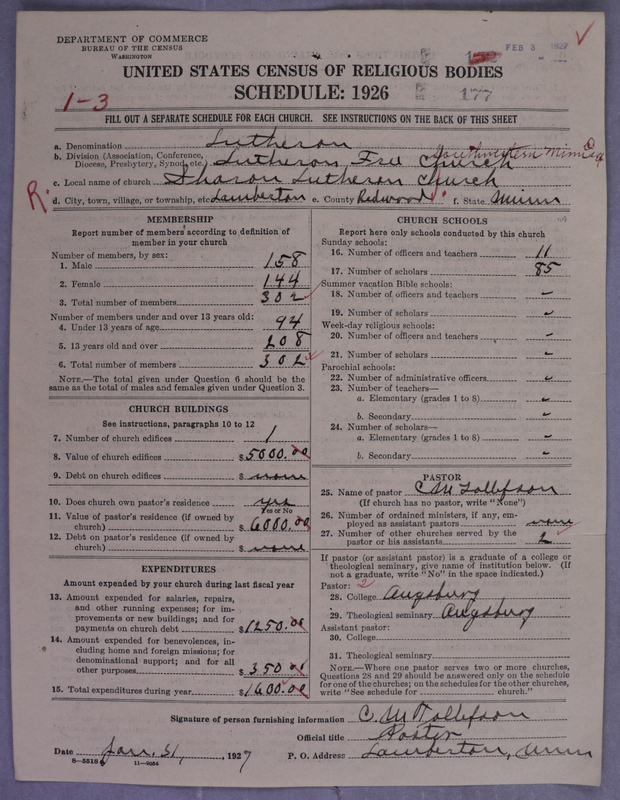 DEPARTMENT OF COMMERCE
BUREAU OF THE CENSUS
WASHINGTON
FEB 3 1927
UNITED STATES CENSUS OF RELIGIOUS BODIES
SCHEDULE: 1926
1-3
177
FILL OUT A SEPARATE SCHEDULE FOR EACH CHURCH. SEE INSTRUCTIONS ON THE BACK OF THIS SHEET
a. Denomination Lutheran
b. Division (Association, Conference, Diocese, Presbytery, Synod, etc.) Lutheran Free Church Southwestern
c. Local name of church Sharon Lutheran Church
R.
d. City, town, village, or township, etc. Lamberton e. County Redwood f. State Minn
MEMBERSHIP
Report number of members according to definition of
member in your church
Number of members, by sex:
1. Male 158
2. Female 144
3. Total number of members 302
Number of members under and over 13 years old:
4. Under 13 years of age 94
5. 13 years old and over 208
6. Total number of members 302
NOTE.—The total given under Question 6 should be the
same as the total of males and females given under Question 3.
CHURCH BUILDINGS
See instructions, paragraphs 10 to 12
7. Number of church edifices 1
8. Value of church edifices $ 5000.00
9. Debt on church edifices $ none
10. Does church own pastor's residence yes
Yes or No
11. Value of pastor's residence (if owned by
church) $ 6000.00
12. Debt on pastor's residence (if owned by
church) $ none
EXPENDITURES
Amount expended by your church during last fiscal year
13. Amount expended for salaries, repairs,
and other running expenses; for im-
provements or new buildings; and for
payments on church debt $ 1250.00
14. Amount expended for benevolences, in-
cluding home and foreign missions; for
denominational support; and for all
other purposes $ 350.00
15. Total expenditures during year $ 1600.00
CHURCH SCHOOLS
Report here only schools conducted by this church
Sunday schools:
16. Number of officers and teachers 11
17. Number of scholars 85
Summer vacation Bible schools:
18. Number of officers and teachers -
19. Number of scholars -
Week-day religious schools:
20. Number of officers and teachers -
21. Number of scholars -
Parochial schools:
22. Number of administrative officers -
23. Number of teachers—
a. Elementary (grades 1 to 8) -
b. Secondary -
24. Number of scholars—
a. Elementary (grades 1 to 8) -
b. Secondary -
PASTOR
25. Name of pastor C. M. Tollefson
(If church has no pastor, write "None")
26. Number of ordained ministers, if any, em-
ployed as assistant pastors none
27. Number of other churches served by the
pastor or his assistants 2
If pastor (or assistant pastor) is a graduate of a college or
theological seminary, give name of institution below. (If
not a graduate, write "No" in the space indicated.)
Pastor: 2
28. College Augsburg
29. Theological seminary Augsburg
Assistant pastor:
30. College
31. Theological seminary
NOTE.—Where one pastor serves two or more churches,
Questions 28 and 29 should be answered only on the schedule
for one of the churches; on the schedules for the other churches,
write "See schedule for church."
Signature of person furnishing information C. M. Tollefson
Official title Pastor
Date Jan. 31, 1927 P. O. Address Lamberton, Minn
8—5518 11—9054